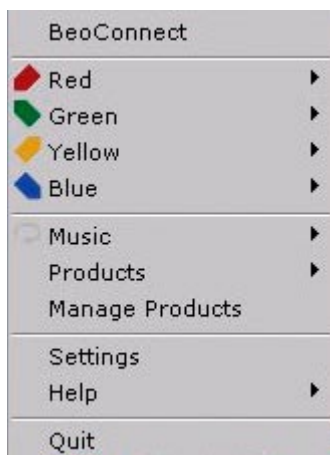 BeoConnect
Red
Green
Yellow
Blue
Music
Products
Manage Products
Settings
Help
Quit